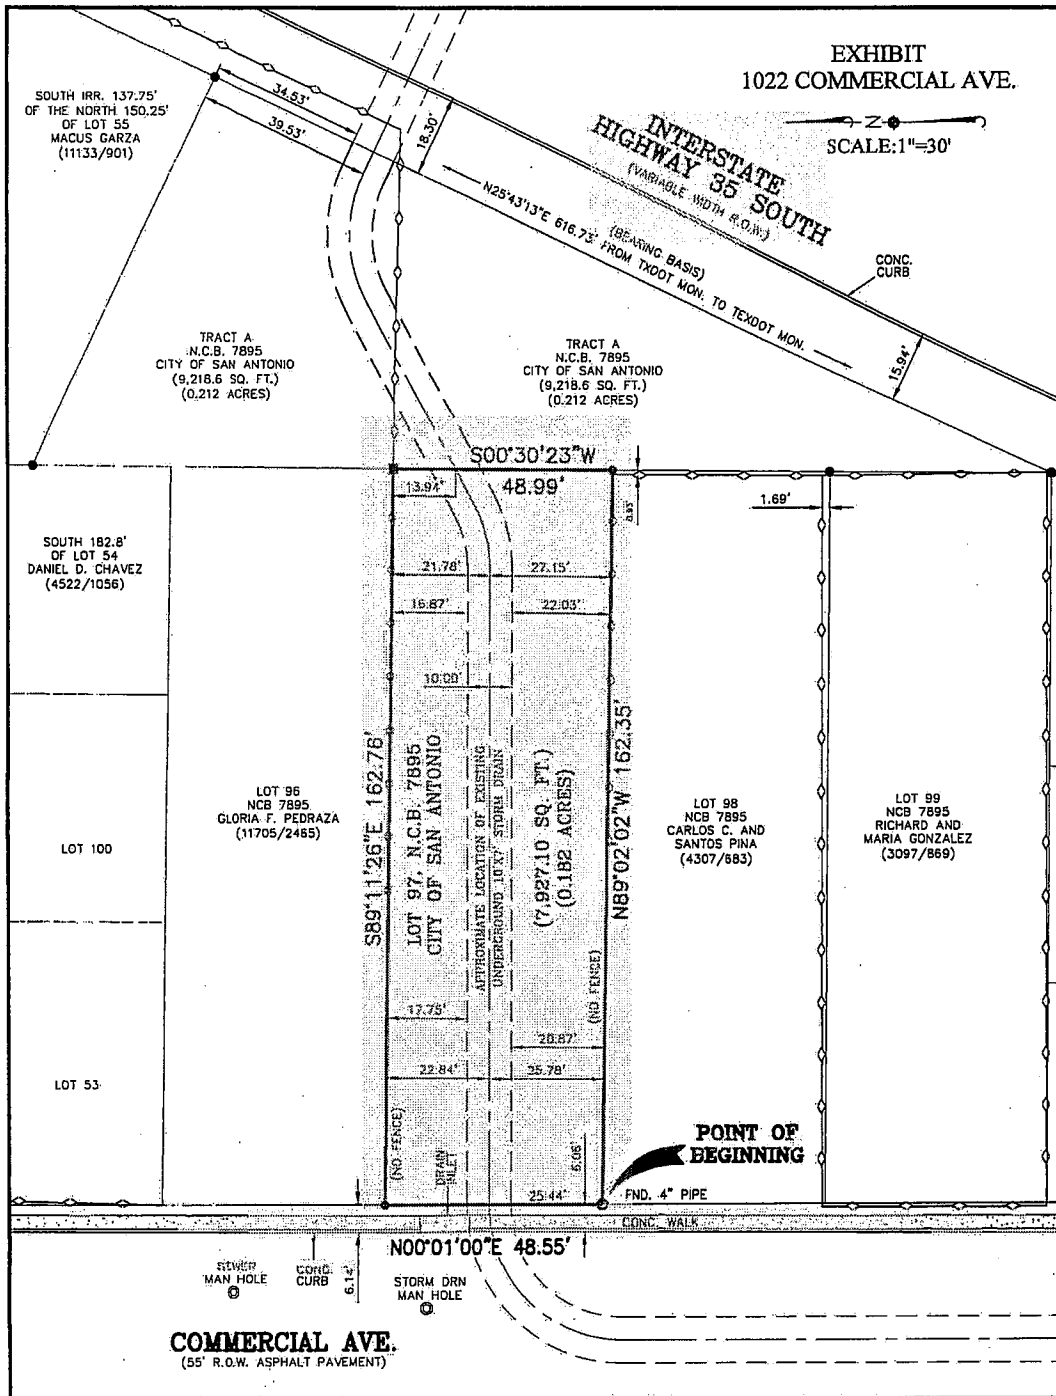 EXHIBIT
1022 COMMERCIAL AVE.
N
SCALE:1"=30'
SOUTH IRR. 137.75'
OF THE NORTH 150.25'
OF LOT 55
MACUS GARZA
(11133/901)
34.53'
39.53'
18.30'
INTERSTATE
HIGHWAY 35 SOUTH
(VARIABLE WIDTH R.O.W.)
N25°43'13"E 616.73' FROM TXDOT MON. TO TEXDOT MON.
(BEARING BASIS)
CONC.
CURB
15.94'
TRACT A
N.C.B. 7895
CITY OF SAN ANTONIO
(9,218.6 SQ. FT.)
(0.212 ACRES)
TRACT A
N.C.B. 7895
CITY OF SAN ANTONIO
(9,218.6 SQ. FT.)
(0.212 ACRES)
S00°30'23"W
48.99'
13.94'
1.69'
SOUTH 182.8'
OF LOT 54
DANIEL D. CHAVEZ
(4522/1056)
21.78'
27.15'
16.87'
22.03'
10.00'
S89°11'26"E 162.76'
LOT 97, N.C.B. 7895
CITY OF SAN ANTONIO
APPROXIMATE LOCATION OF EXISTING
UNDERGROUND 10'X7' STORM DRAIN
(7,927.10 SQ. FT.)
(0.182 ACRES)
N89°02'02"W 162.35'
LOT 96
NCB 7895
GLORIA F. PEDRAZA
(11705/2465)
LOT 98
NCB 7895
CARLOS C. AND
SANTOS PINA
(4307/683)
LOT 99
NCB 7895
RICHARD AND
MARIA GONZALEZ
(3097/869)
LOT 100
(NO FENCE)
17.75'
20.87'
22.84'
25.78'
LOT 53
(NO FENCE)
DRAIN
INLET
6.06'
POINT OF
BEGINNING
25.44'
FND. .4" PIPE
CONC. WALK
N00°01'00"E 48.55'
6.14'
SEWER
MAN HOLE
CONC.
CURB
STORM DRN
MAN HOLE
COMMERCIAL AVE.
(55' R.O.W. ASPHALT PAVEMENT)